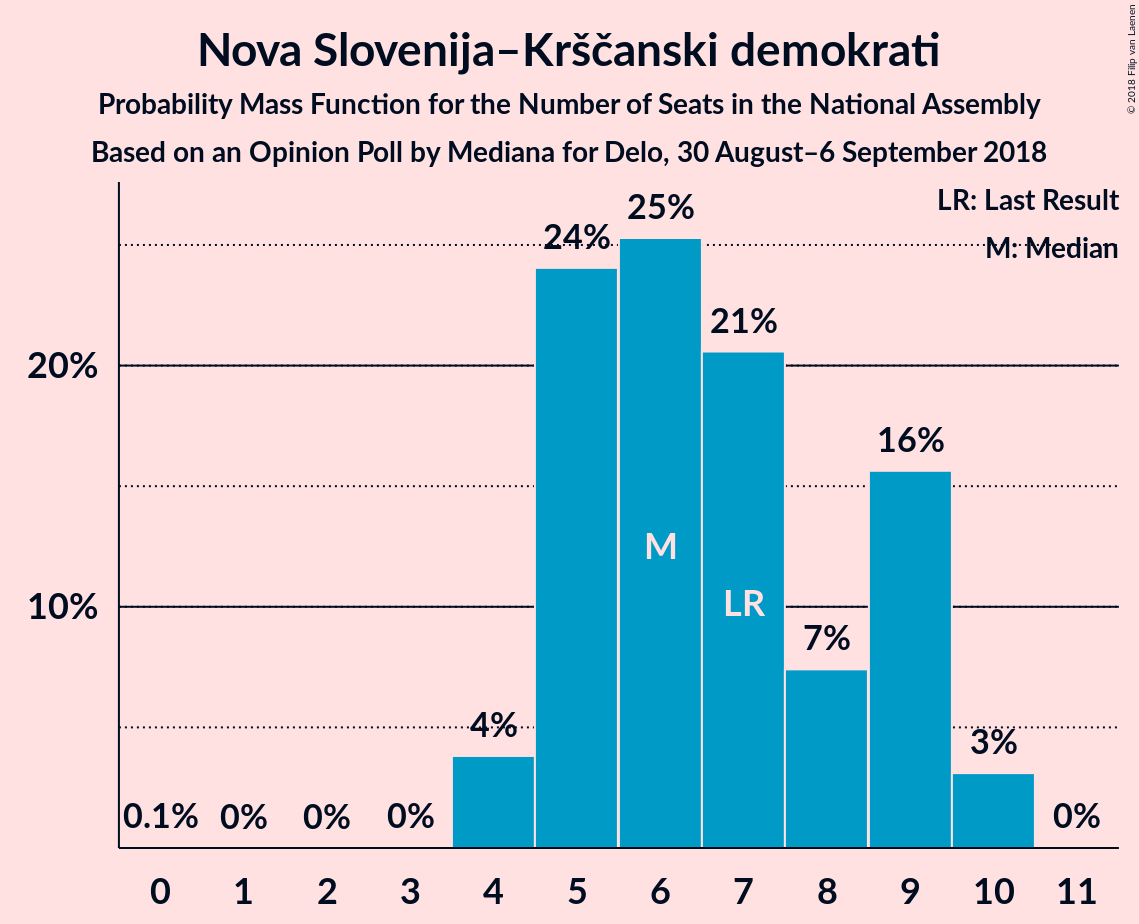 Nova Slovenija–Krščanski demokrati
Probability Mass Function for the Number of Seats in the National Assembly
Based on an Opinion Poll by Mediana for Delo, 30 August–6 September 2018
© 2018 Filip van Laenen
LR: Last Result
M: Median
25%
24%
21%
20%
16%
M
LR
10%
7%
4%
3%
0.1% 0% 0% 0% 0%
0 1 2 3 4 5 6 7 8 9 10 11